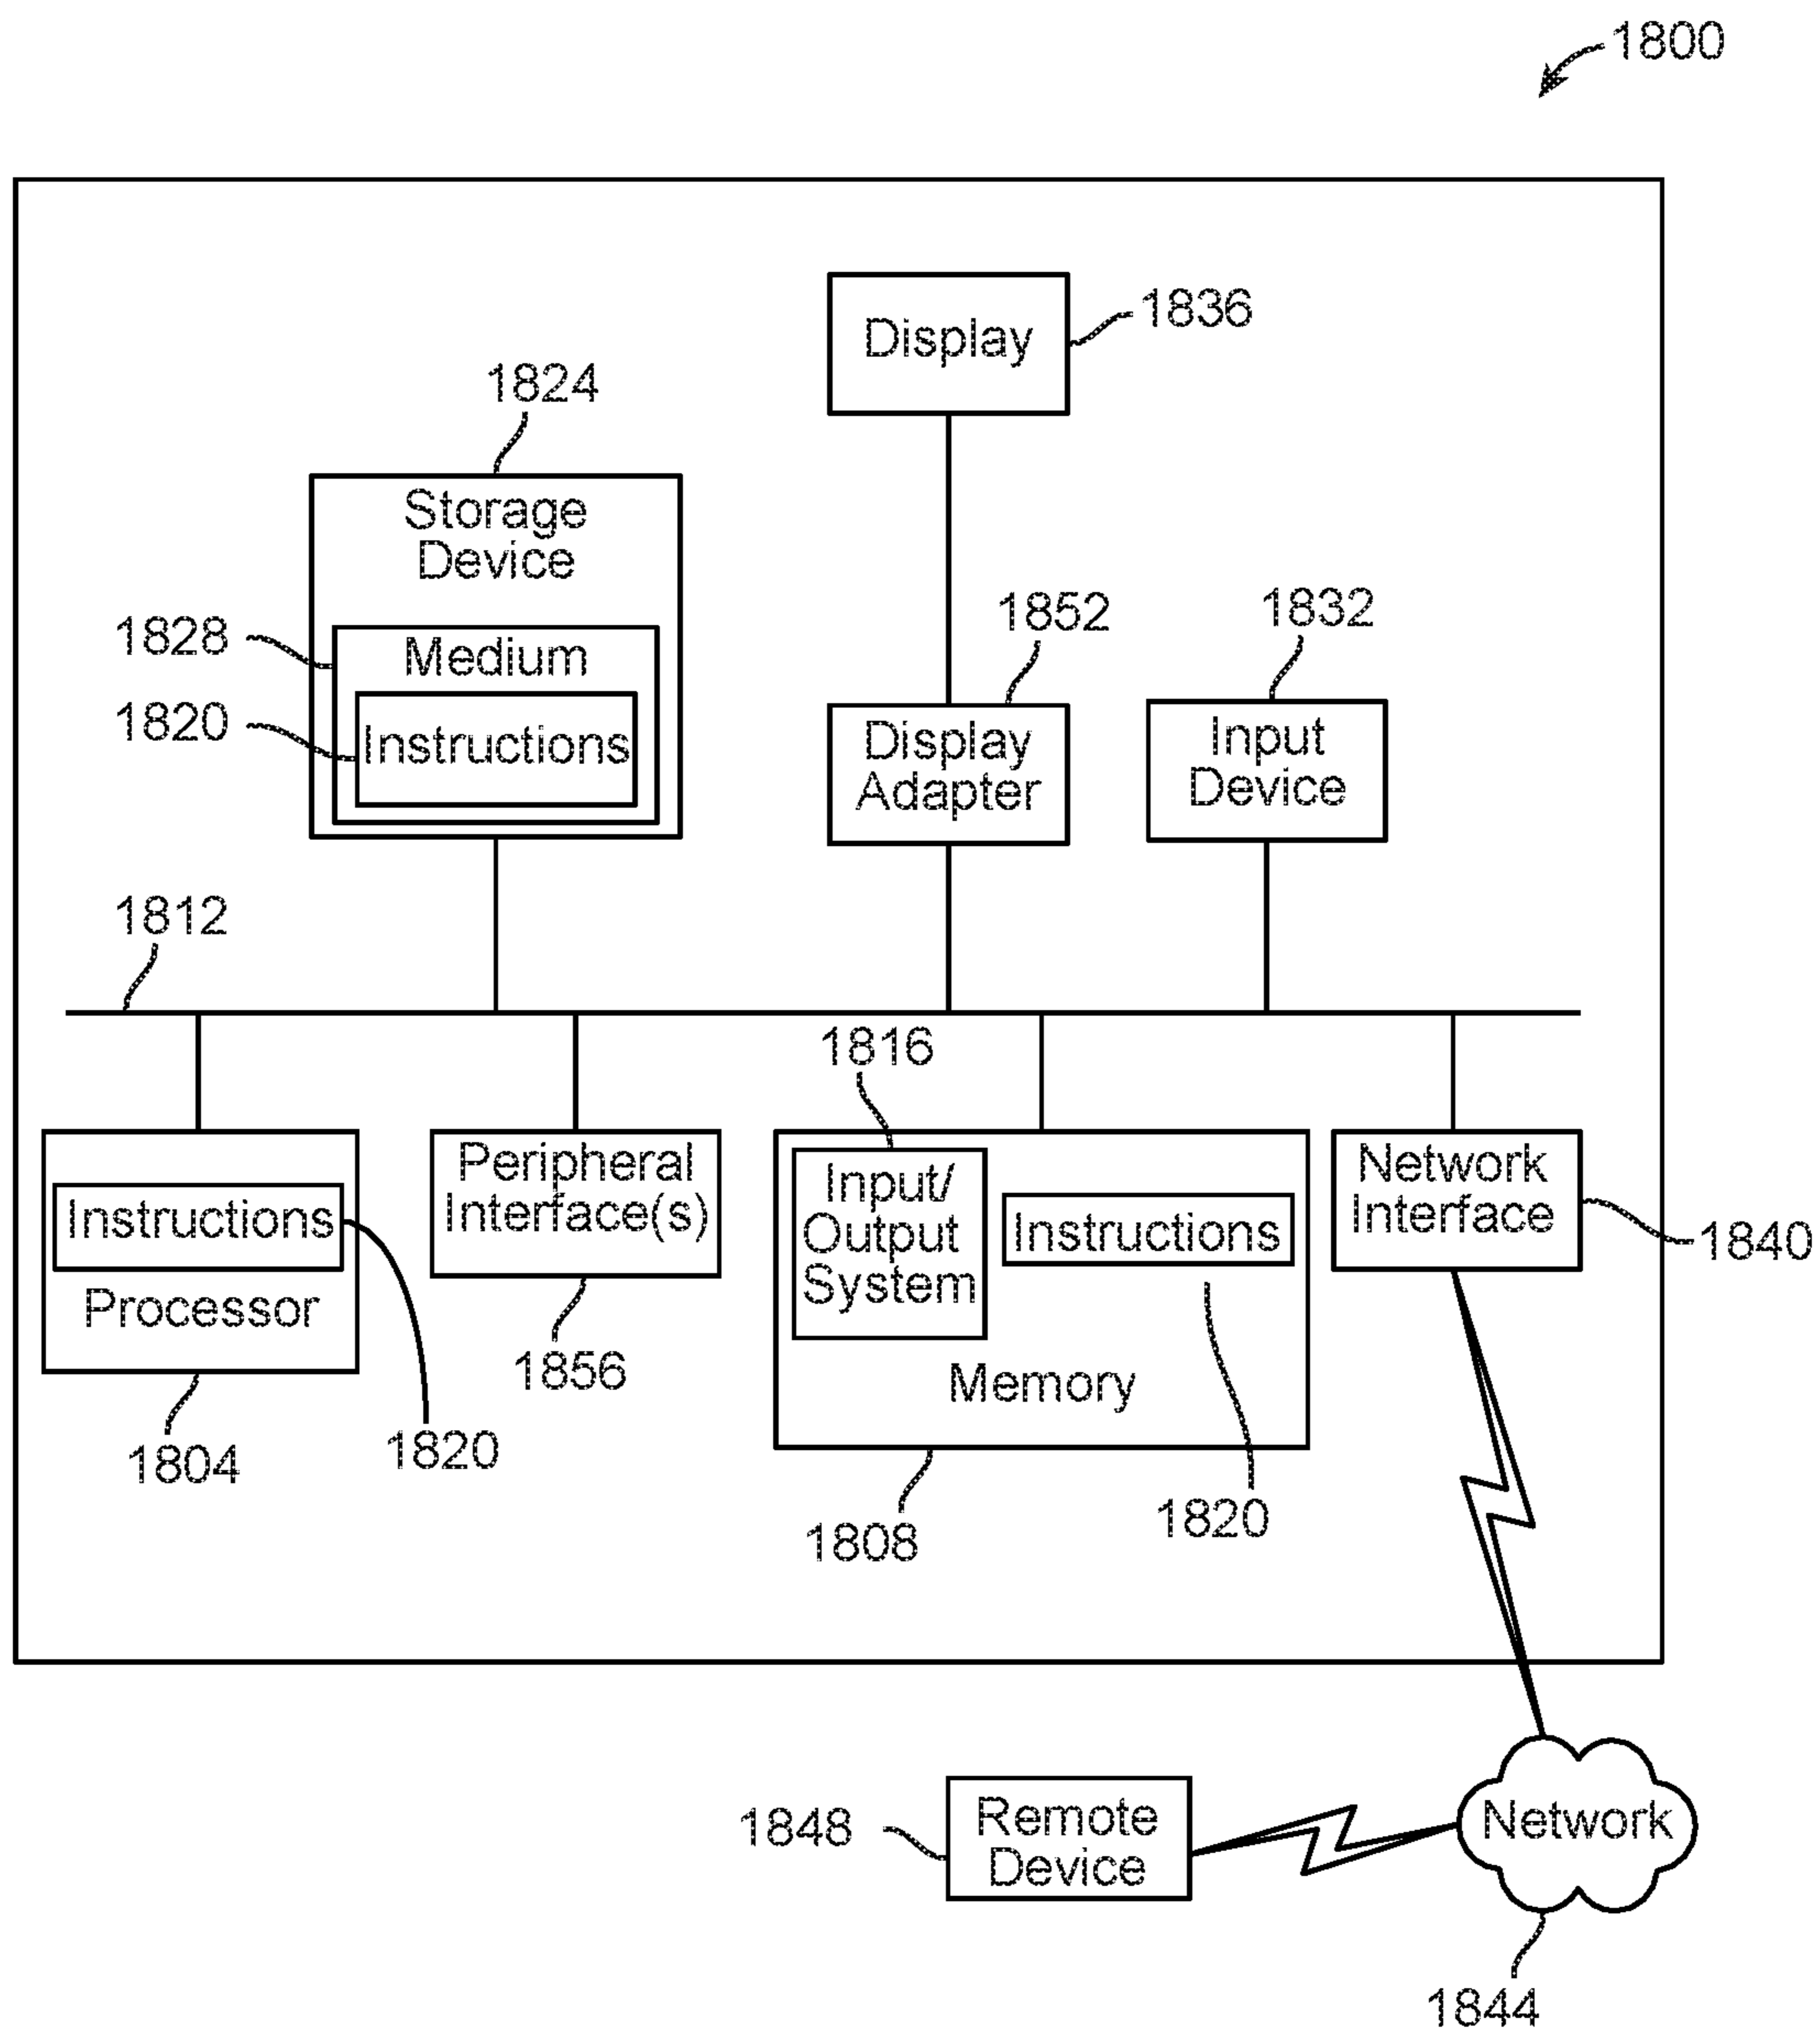 1800
Display
1836
1824
Storage
Device
1828
Medium
1820
Instructions
1852
Display
Adapter
1832
Input
Device
1812
1816
Instructions
Processor
1804
1820
Peripheral
Interface(s)
1856
Input/
Output
System
Instructions
Memory
1808
1820
Network
Interface
1840
1848
Remote
Device
Network
1844